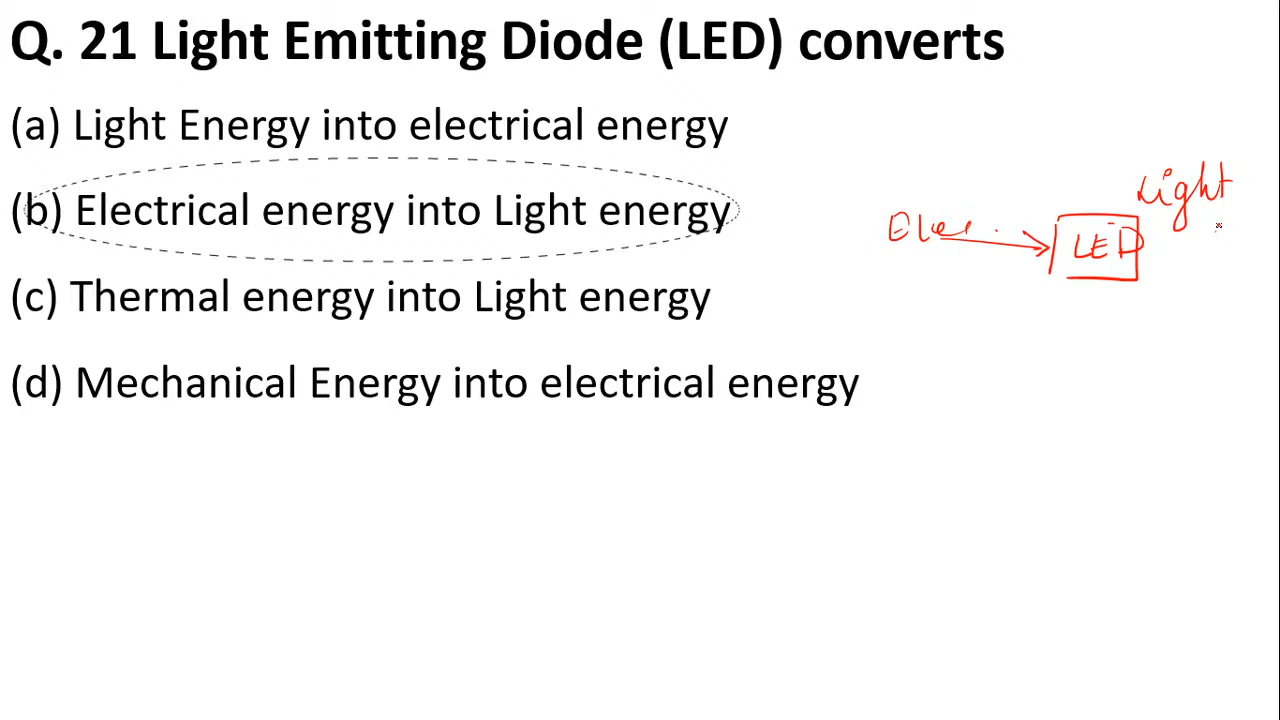 Q. 21 Light Emitting Diode (LED) converts
(a) Light Energy into electrical energy
(b) Electrical energy into Light energy
(c) Thermal energy into Light energy
(d) Mechanical Energy into electrical energy
Light
Elec.
LED